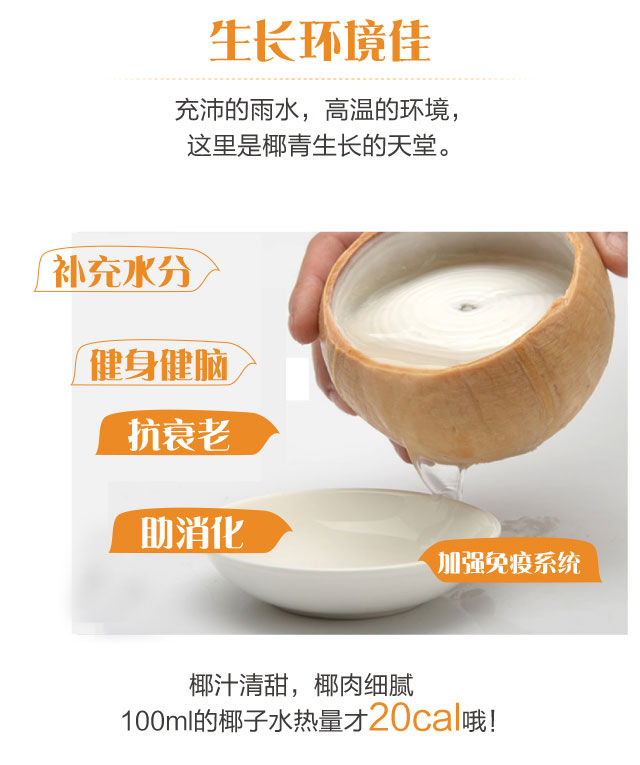 生长环境佳
充沛的雨水，高温的环境，
这里是椰青生长的天堂。
补充水分
健身健脑
抗衰老
助消化
加强免疫系统
椰汁清甜，椰肉细腻
100ml的椰子水热量才20cal哦！